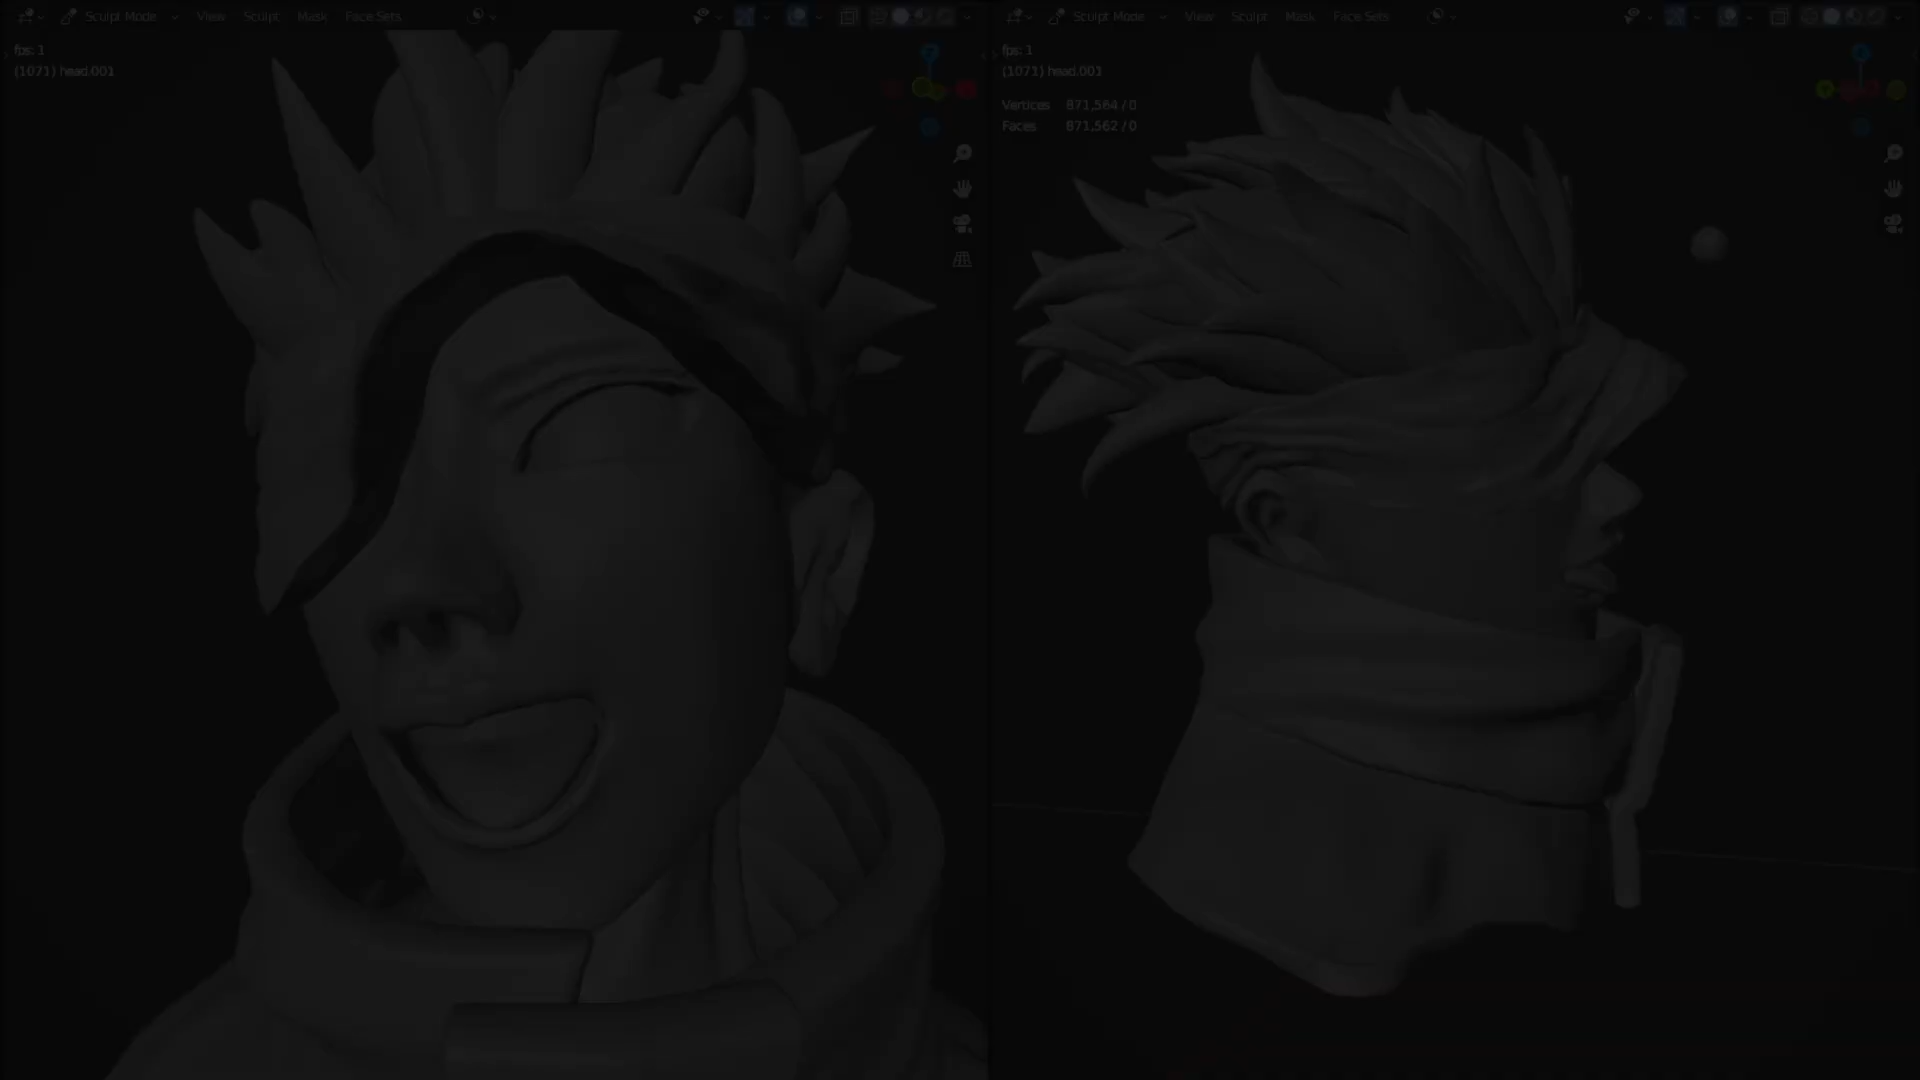 Sculpt Mode View Sculpt Mask Face Sets
fps: 1
(1071) head.001
Sculpt Mode View Sculpt Mask Face Sets
fps: 1
(1071) head.001
Vertices 871,564 / 0
Faces 871,562 / 0